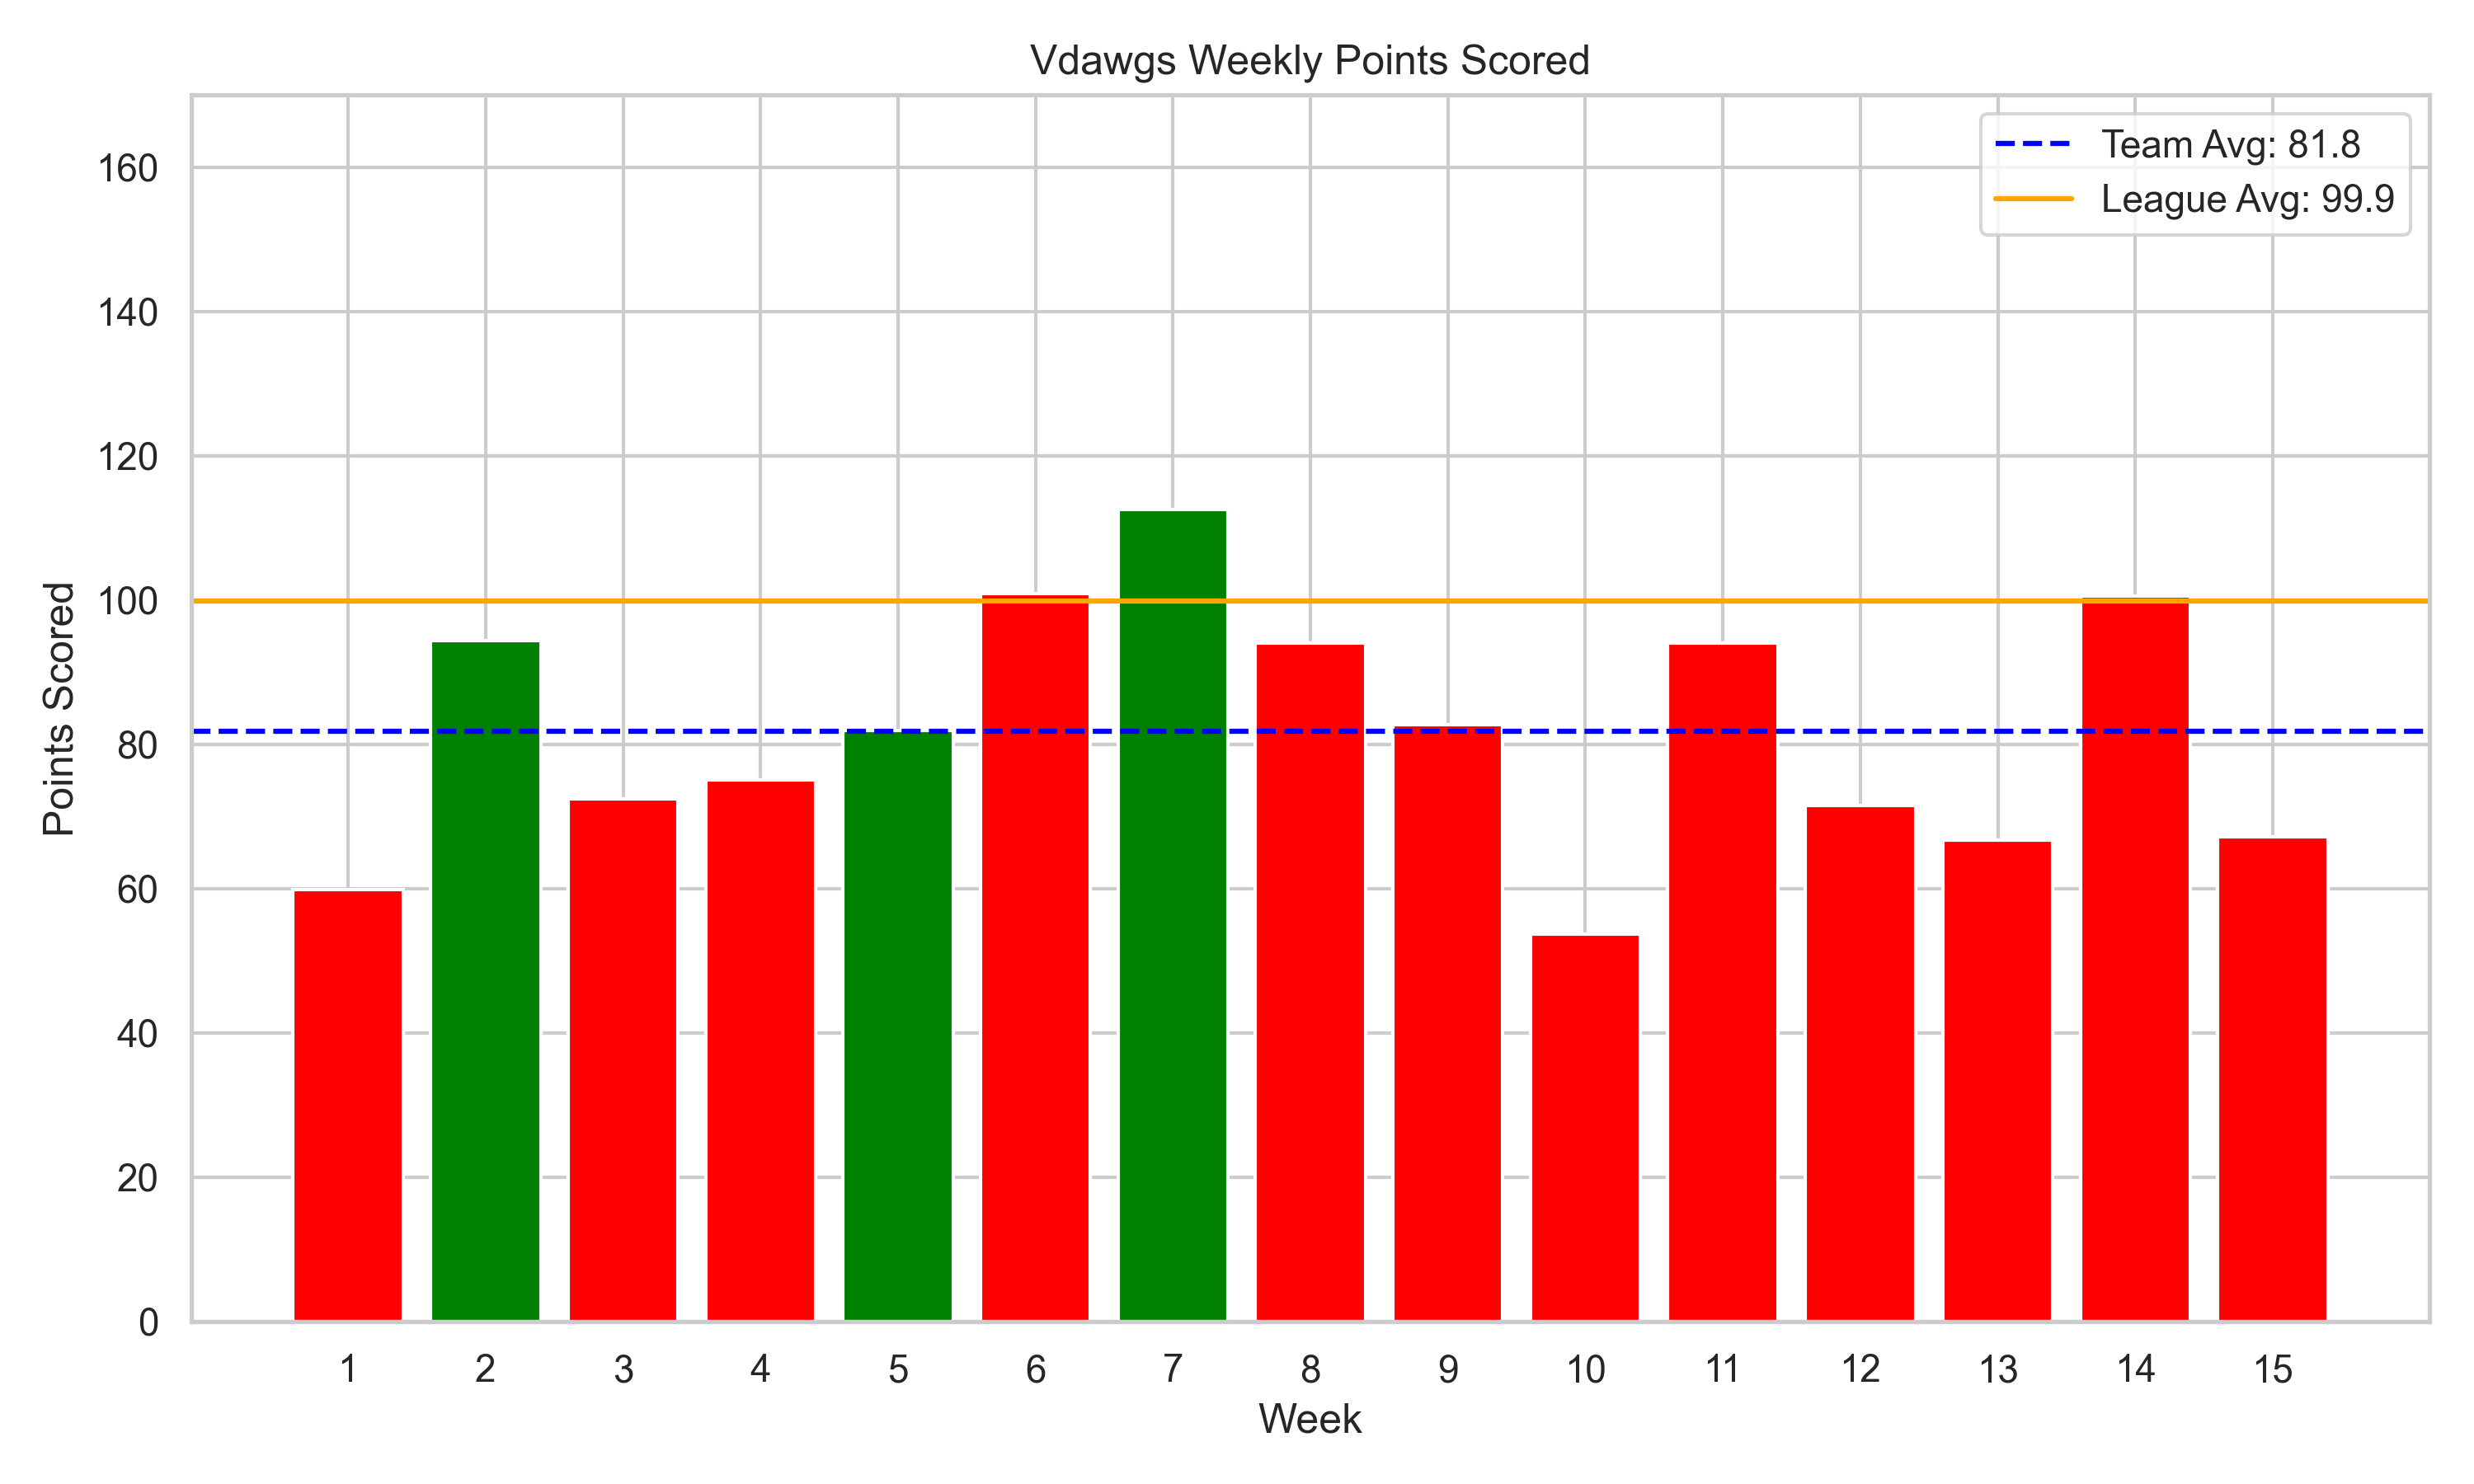 Vdawgs Weekly Points Scored
Team Avg: 81.8
League Avg: 99.9
160
140
120
100
80
60
40
20
0
Points Scored
1 2 3 4 5 6 7 8 9 10 11 12 13 14 15
Week